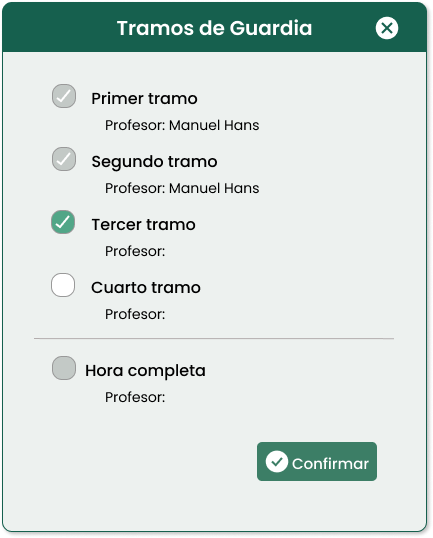 Tramos de Guardia
Primer tramo
Profesor: Manuel Hans
Segundo tramo
Profesor: Manuel Hans
Tercer tramo
Profesor:
Cuarto tramo
Profesor:
Hora completa
Profesor:
Confirmar